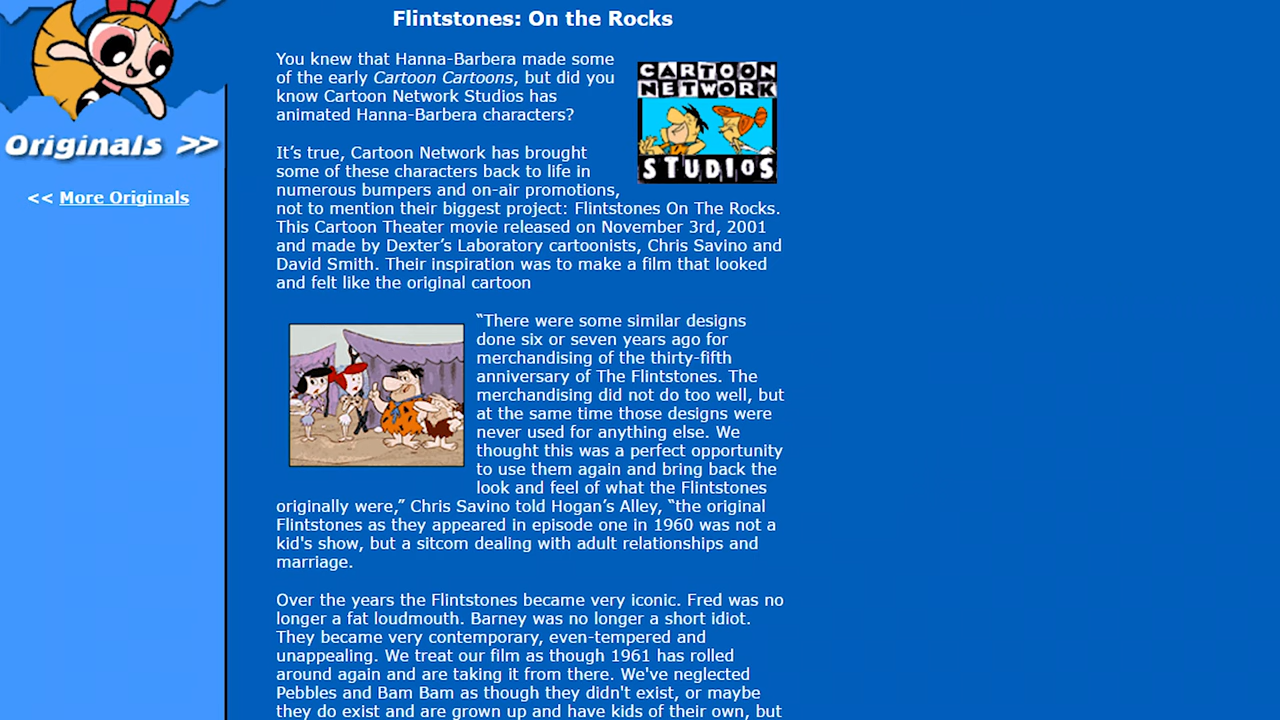 Flintstones: On the Rocks
You knew that Hanna-Barbera made some
of the early Cartoon Cartoons, but did you
know Cartoon Network Studios has
animated Hanna-Barbera characters?
CARTOON
NETWORK
STUDIOS
Originals >>
<< More Originals
It’s true, Cartoon Network has brought
some of these characters back to life in
numerous bumpers and on-air promotions,
not to mention their biggest project: Flintstones On The Rocks.
This Cartoon Theater movie released on November 3rd, 2001
and made by Dexter’s Laboratory cartoonists, Chris Savino and
David Smith. Their inspiration was to make a film that looked
and felt like the original cartoon
“There were some similar designs
done six or seven years ago for
merchandising of the thirty-fifth
anniversary of The Flintstones. The
merchandising did not do too well, but
at the same time those designs were
never used for anything else. We
thought this was a perfect opportunity
to use them again and bring back the
look and feel of what the Flintstones
originally were,” Chris Savino told Hogan’s Alley, “the original
Flintstones as they appeared in episode one in 1960 was not a
kid's show, but a sitcom dealing with adult relationships and
marriage.
Over the years the Flintstones became very iconic. Fred was no
longer a fat loudmouth. Barney was no longer a short idiot.
They became very contemporary, even-tempered and
unappealing. We treat our film as though 1961 has rolled
around again and are taking it from there. We've neglected
Pebbles and Bam Bam as though they didn't exist, or maybe
they do exist and are grown up and have kids of their own, but